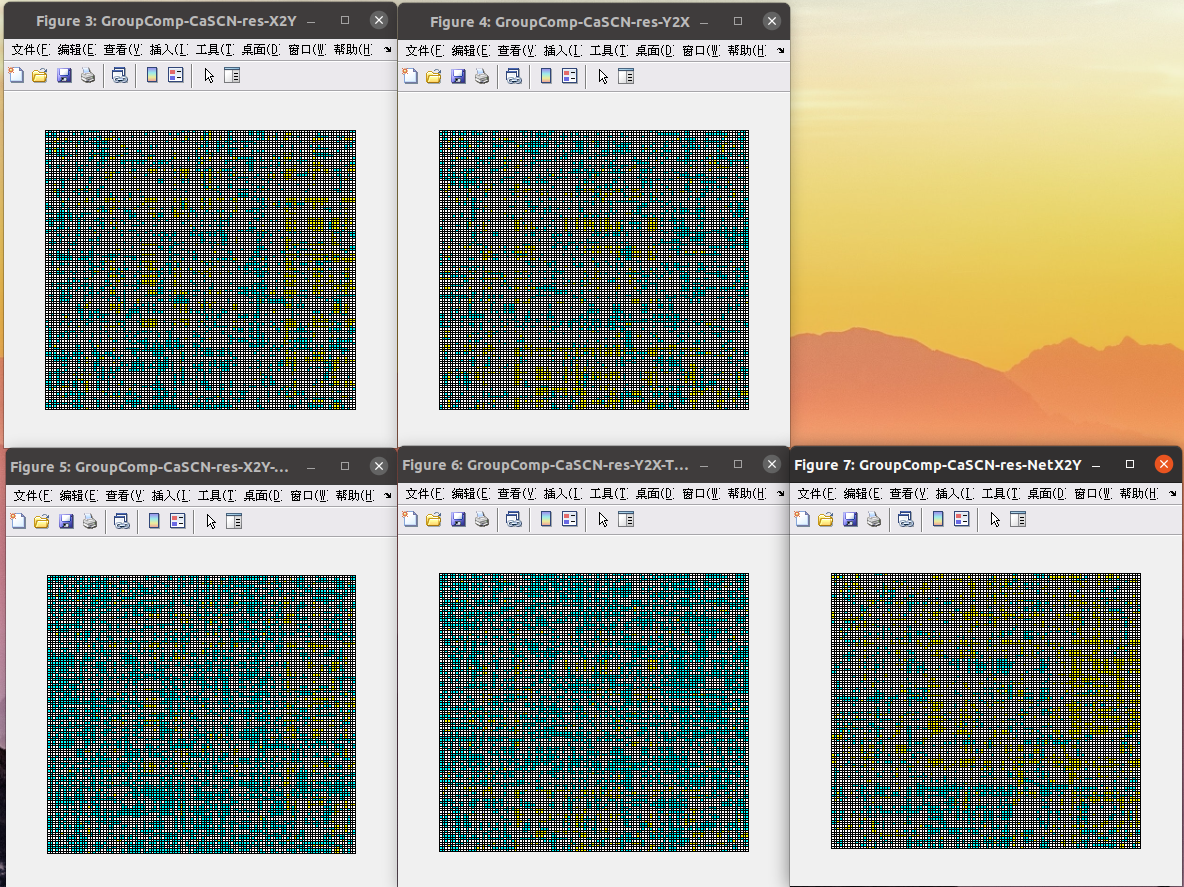 Figure 3: GroupComp-CaSCN-res-X2Y
文件(F 编辑(E 查看(V 插入(I 工具(T 桌面(D 窗口(W 帮助(H
Figure 4: GroupComp-CaSCN-res-Y2X
文件(F 编辑(E 查看(V 插入(I 工具(T 桌面(D 窗口(W 帮助(H
Figure 5: GroupComp-CaSCN-res-X2Y-...
文件(F 编辑(E 查看(V 插入(I 工具(T 桌面(D 窗口(W 帮助(H
Figure 6: GroupComp-CaSCN-res-Y2X-T...
文件(F 编辑(E 查看(V 插入(I 工具(T 桌面(D 窗口(W 帮助(H
Figure 7: GroupComp-CaSCN-res-NetX2Y
文件(F 编辑(E 查看(V 插入(I 工具(T 桌面(D 窗口(W 帮助(H